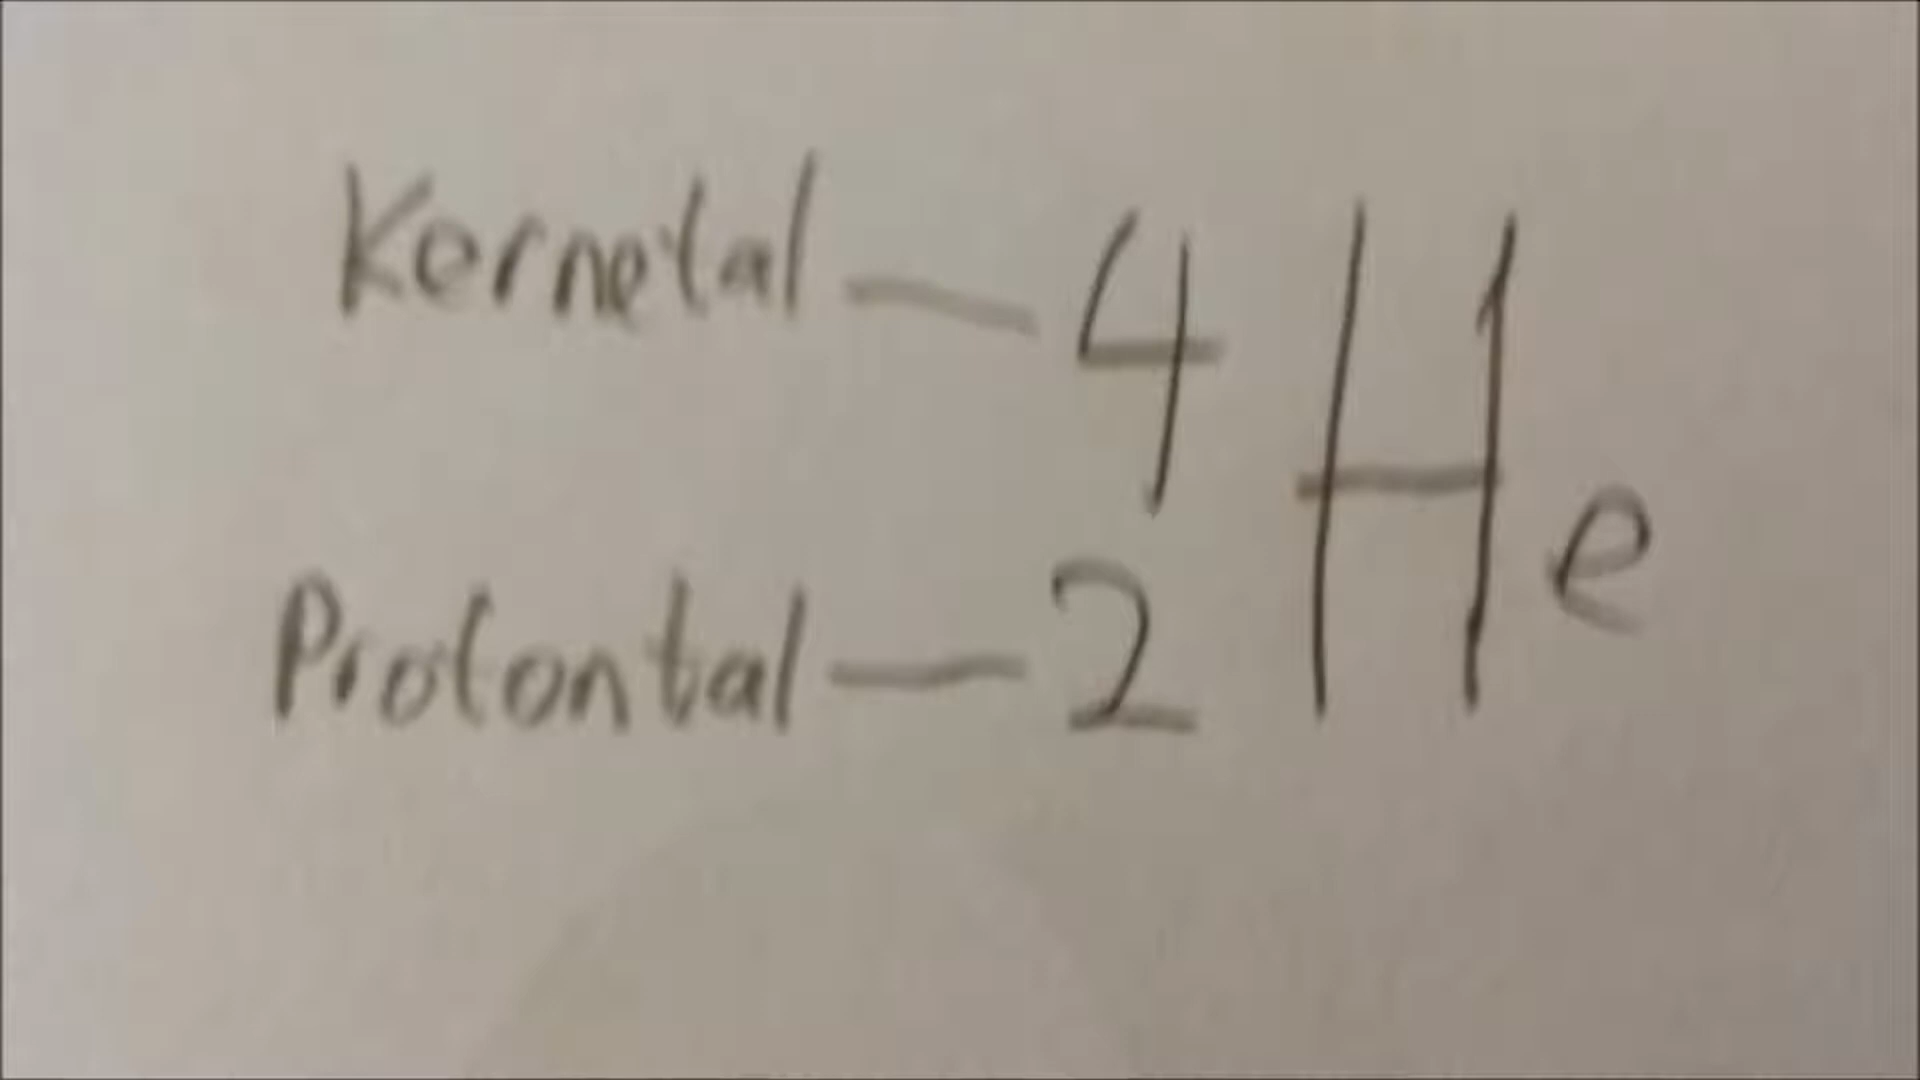 Kernetal — 4 He
Protontal — 2